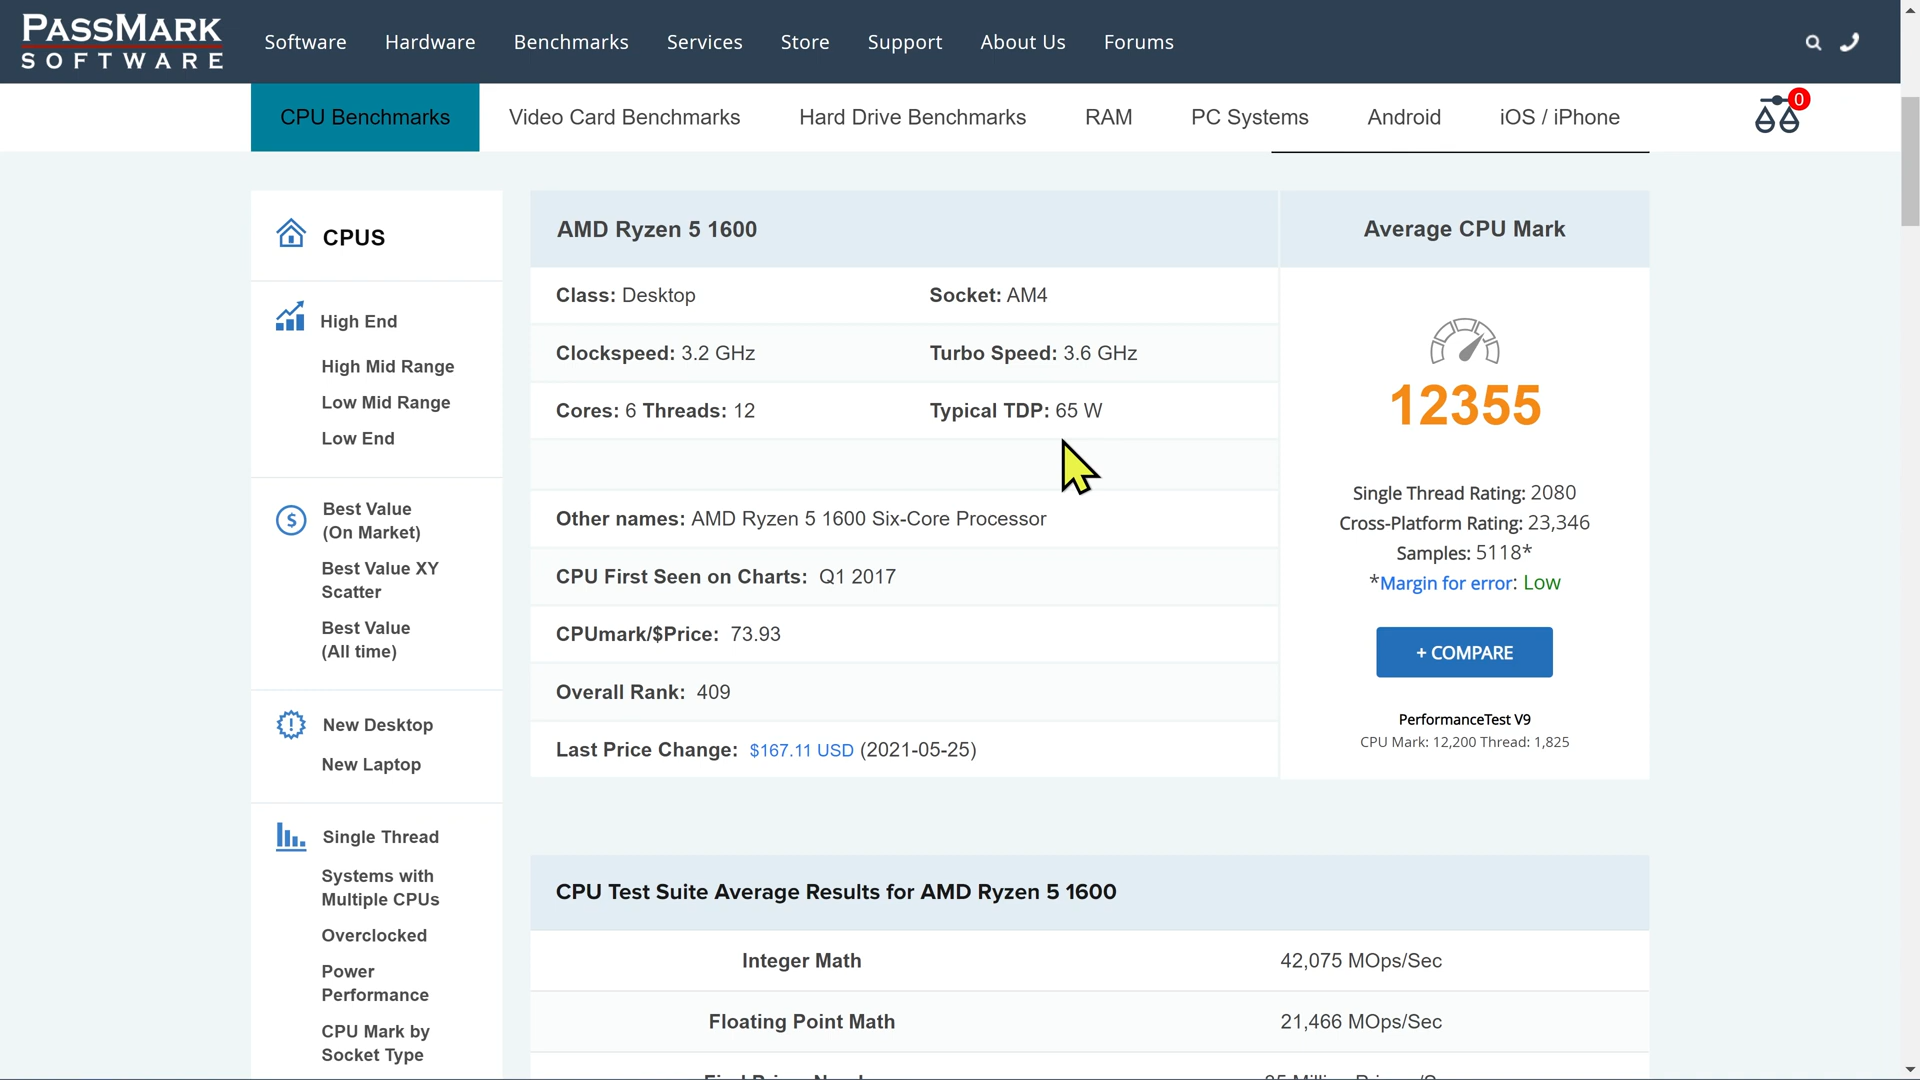 PASSMARK
SOFTWARE
Software Hardware Benchmarks Services Store Support About Us Forums
CPU Benchmarks Video Card Benchmarks Hard Drive Benchmarks RAM PC Systems Android iOS / iPhone
0
CPUS
High End
High Mid Range
Low Mid Range
Low End
$
Best Value
(On Market)
Best Value XY
Scatter
Best Value
(All time)
New Desktop
New Laptop
Single Thread
Systems with
Multiple CPUs
Overclocked
Power
Performance
CPU Mark by
Socket Type
AMD Ryzen 5 1600
Class: Desktop Socket: AM4
Clockspeed: 3.2 GHz Turbo Speed: 3.6 GHz
Cores: 6 Threads: 12 Typical TDP: 65 W
Other names: AMD Ryzen 5 1600 Six-Core Processor
CPU First Seen on Charts: Q1 2017
CPUmark/$Price: 73.93
Overall Rank: 409
Last Price Change: $167.11 USD (2021-05-25)
Average CPU Mark
12355
Single Thread Rating: 2080
Cross-Platform Rating: 23,346
Samples: 5118*
*Margin for error: Low
+ COMPARE
PerformanceTest V9
CPU Mark: 12,200 Thread: 1,825
CPU Test Suite Average Results for AMD Ryzen 5 1600
Integer Math 42,075 MOps/Sec
Floating Point Math 21,466 MOps/Sec